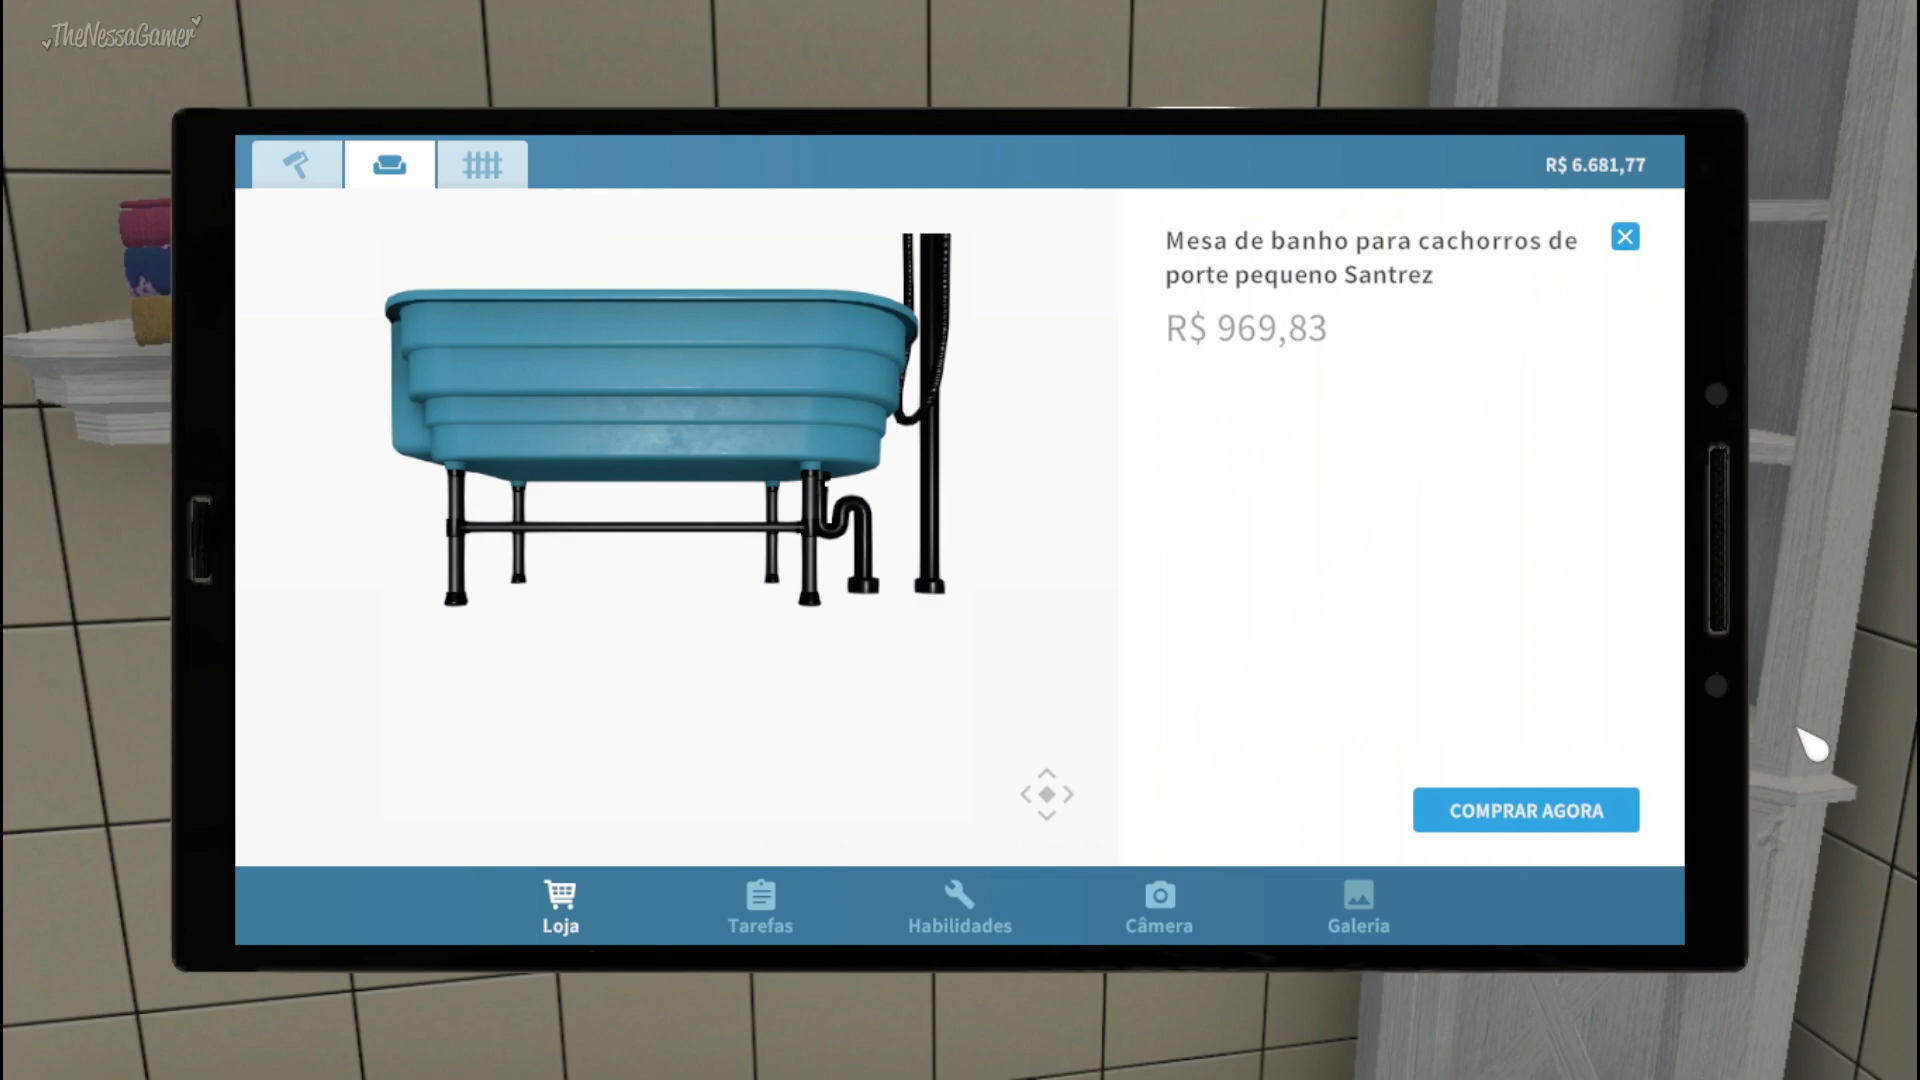 TheNessaGamer
R$ 6.681,77
Mesa de banho para cachorros de
porte pequeno Santrez
R$ 969,83
COMPRAR AGORA
Loja
Tarefas
Habilidades
Câmera
Galeria